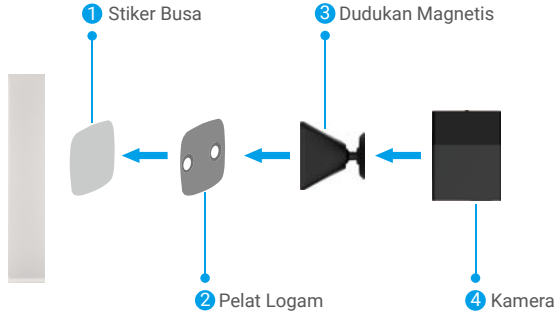 1 Stiker Busa
3 Dudukan Magnetis
2 Pelat Logam
4 Kamera